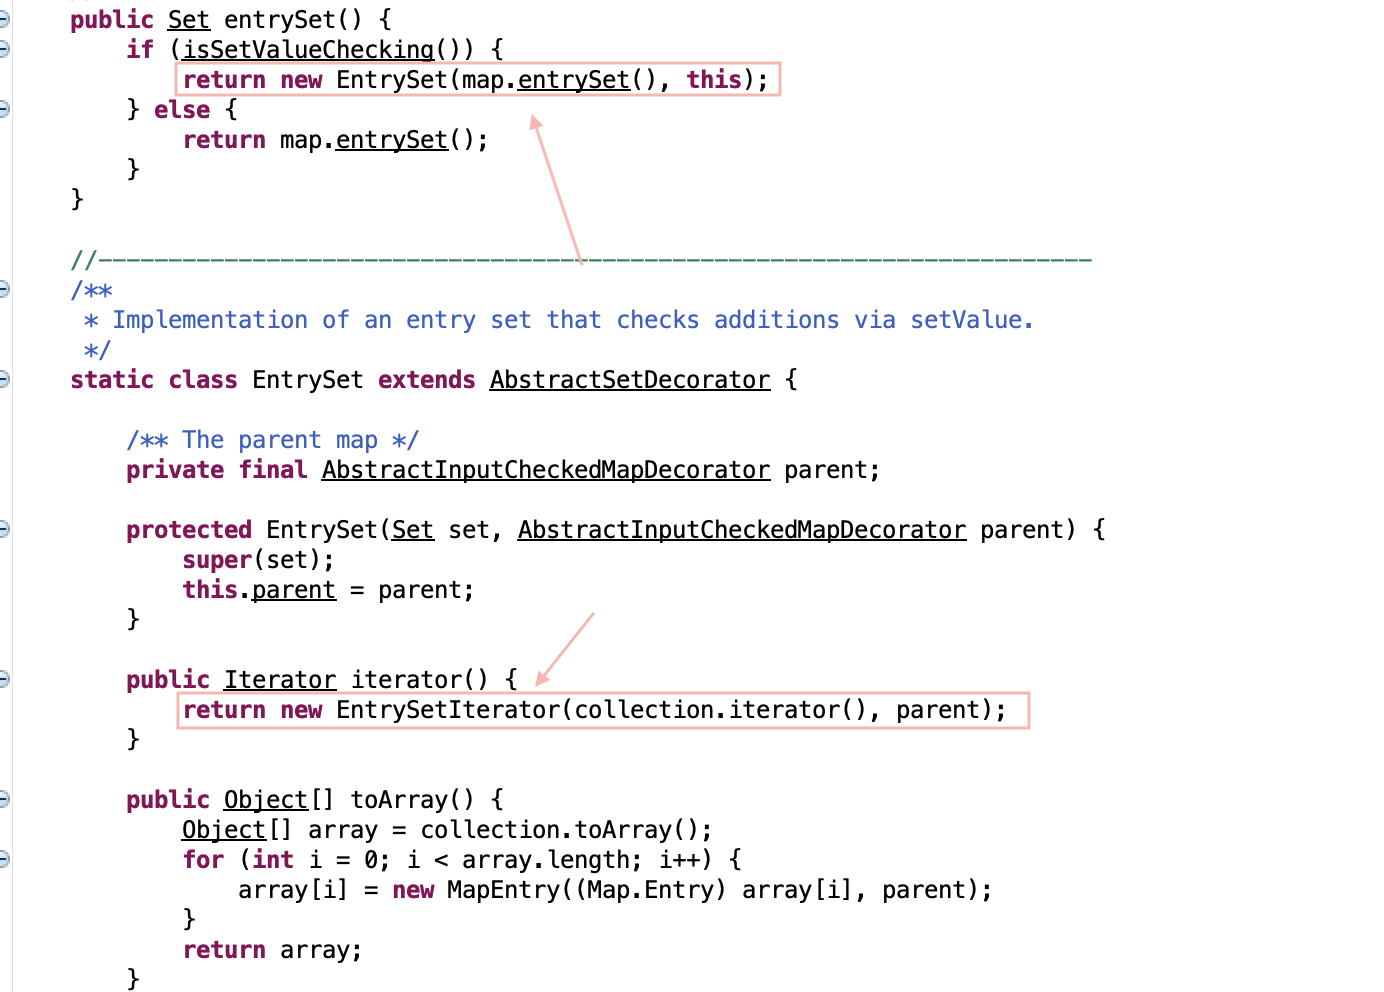 public Set entrySet() {
if (isSetValueChecking()) {
return new EntrySet(map.entrySet(), this);
} else {
return map.entrySet();
}
}
//-----------------------------------------------------------------------
/**
* Implementation of an entry set that checks additions via setValue.
*/
static class EntrySet extends AbstractSetDecorator {
/** The parent map */
private final AbstractInputCheckedMapDecorator parent;
protected EntrySet(Set set, AbstractInputCheckedMapDecorator parent) {
super(set);
this.parent = parent;
}
public Iterator iterator() {
return new EntrySetIterator(collection.iterator(), parent);
}
public Object[] toArray() {
Object[] array = collection.toArray();
for (int i = 0; i < array.length; i++) {
array[i] = new MapEntry((Map.Entry) array[i], parent);
}
return array;
}